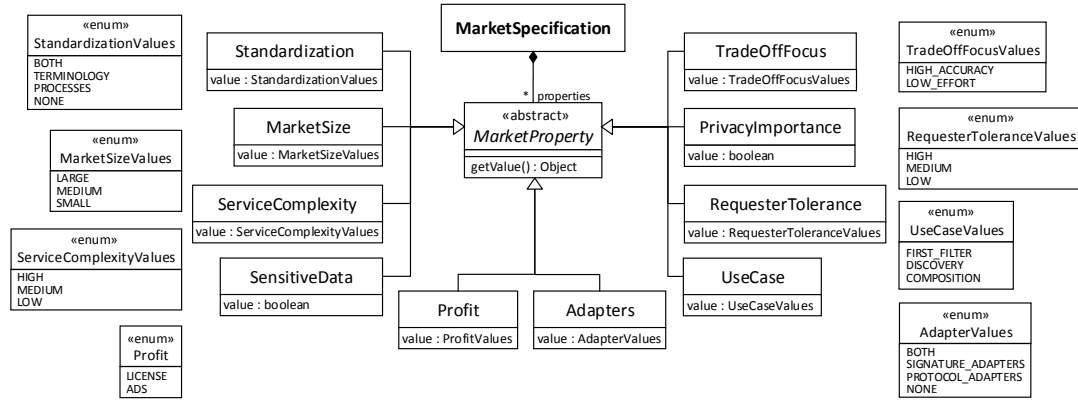 «enum»
StandardizationValues
BOTH
TERMINOLOGY
PROCESSES
NONE
«enum»
MarketSizeValues
LARGE
MEDIUM
SMALL
«enum»
ServiceComplexityValues
HIGH
MEDIUM
LOW
«enum»
Profit
LICENSE
ADS
Standardization
value : StandardizationValues
MarketSize
value : MarketSizeValues
ServiceComplexity
value : ServiceComplexityValues
SensitiveData
value : boolean
MarketSpecification
* properties
«abstract»
MarketProperty
getValue() : Object
Profit
value : ProfitValues
Adapters
value : AdapterValues
TradeOffFocus
value : TradeOffFocusValues
PrivacyImportance
value : boolean
RequesterTolerance
value : RequesterToleranceValues
UseCase
value : UseCaseValues
«enum»
TradeOffFocusValues
HIGH_ACCURACY
LOW_EFFORT
«enum»
RequesterToleranceValues
HIGH
MEDIUM
LOW
«enum»
UseCaseValues
FIRST_FILTER
DISCOVERY
COMPOSITION
«enum»
AdapterValues
BOTH
SIGNATURE_ADAPTERS
PROTOCOL_ADAPTERS
NONE